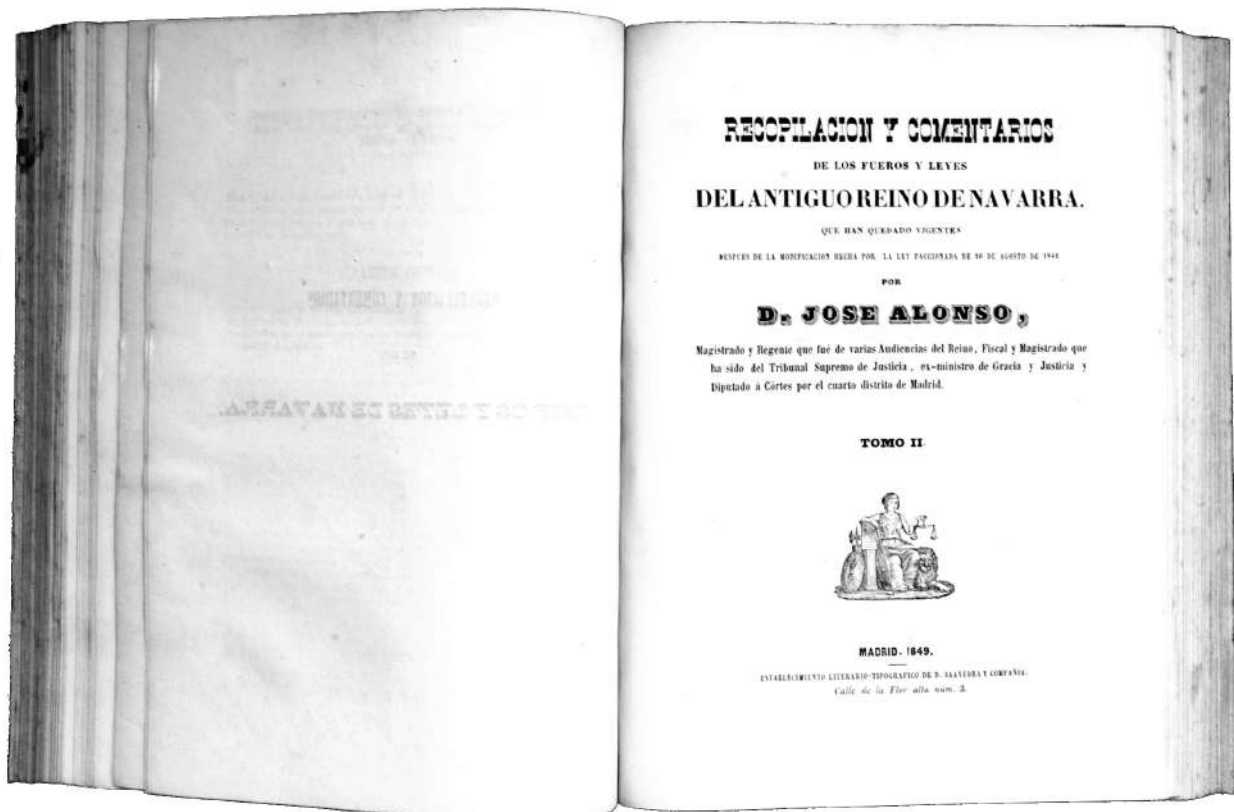 RECOPILACION Y COMENTARIOS
DE LOS FUEROS Y LEYES
DEL ANTIGUO REINO DE NAVARRA.
QUE HAN QUEDADO VIGENTES
DESPUES DE LA MODIFICACION HECHA POR LA LEY PACCIONADA DE 16 DE AGOSTO DE 1841
POR
D. JOSE ALONSO,
Magistrado y Regente que fué de varias Audiencias del Reino, Fiscal y Magistrado que
ha sido del Tribunal Supremo de Justicia, ex-ministro de Gracia y Justicia y
Diputado á Córtes por el cuarto distrito de Madrid.
TOMO II
MADRID. 1849.
ESTABLECIMIENTO LITERARIO-TIPOGRAFICO DE D. SAAVEDRA Y COMPAÑIA.
Calle de la Flor alta núm. 3.